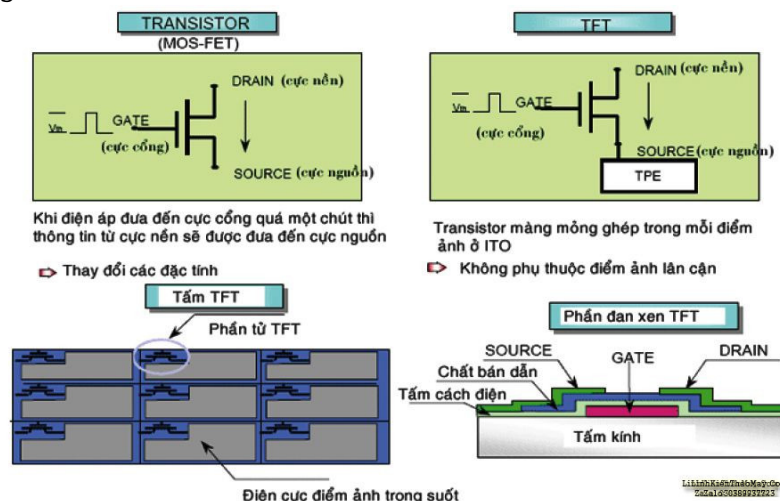 TRANSISTOR
(MOS-FET)
DRAIN (cực nền)
Vm
GATE
(cực cổng)
SOURCE (cực nguồn)
Khi điện áp đưa đến cực cổng quá một chút thì
thông tin từ cực nền sẽ được đưa đến cực nguồn
Thay đổi các đặc tính
TFT
DRAIN (cực nền)
Vm
GATE
(cực cổng)
SOURCE (cực nguồn)
TPE
Transistor màng mỏng ghép trong mỗi điểm
ảnh ở ITO
Không phụ thuộc điểm ảnh lân cận
Tấm TFT
Phần tử TFT
Điện cực điểm ảnh trong suốt
Phần đan xen TFT
SOURCE
GATE
DRAIN
Chất bán dẫn
Tấm cách điện
Tấm kính